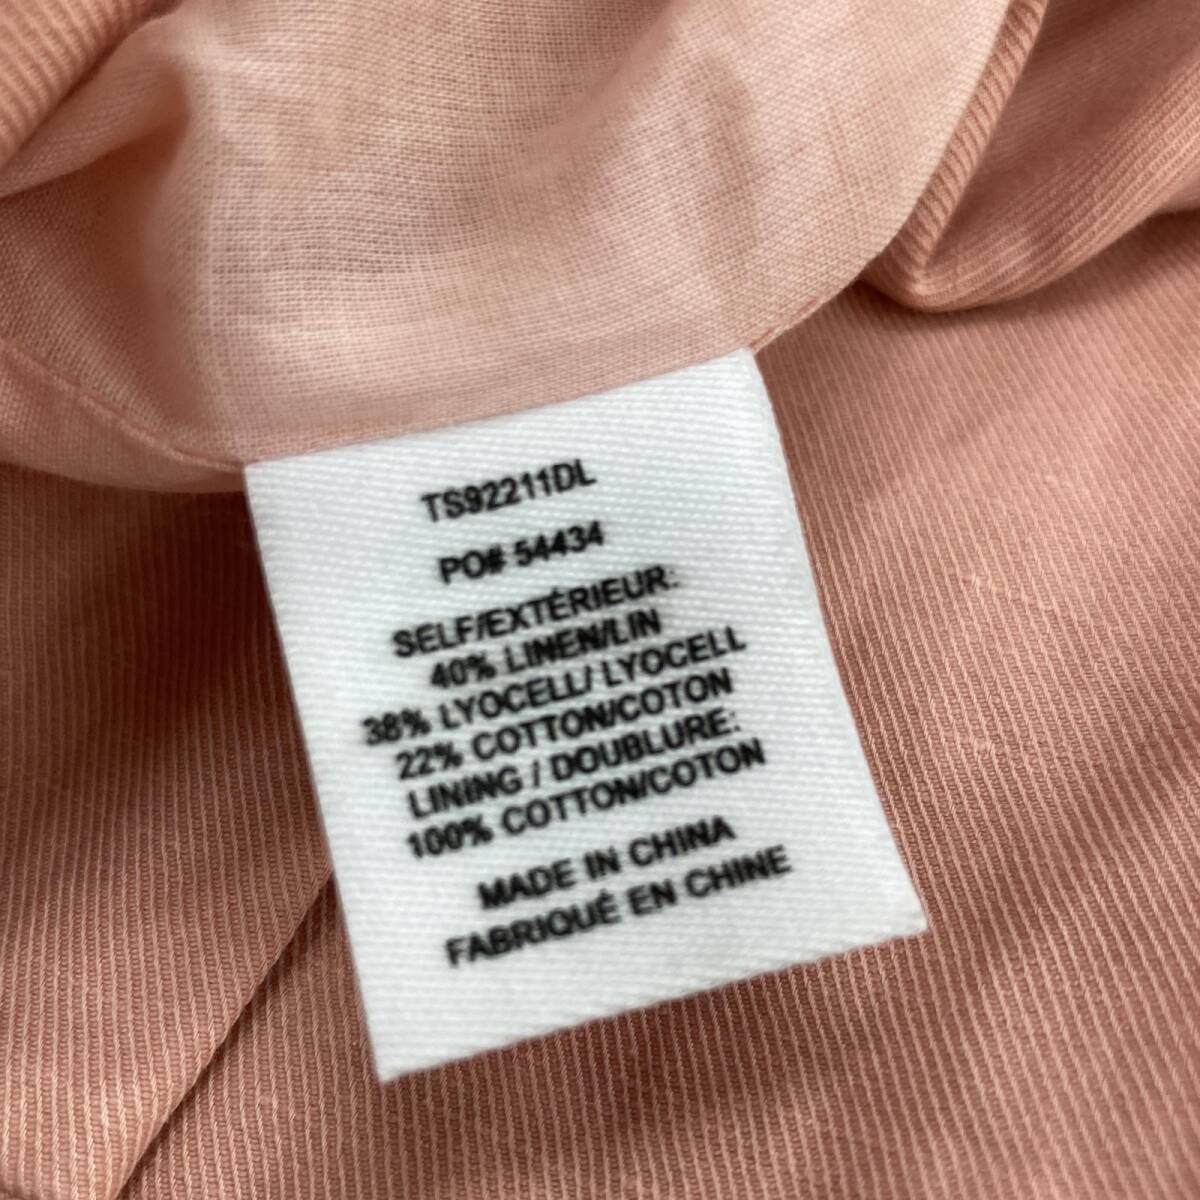 TS92211DL
PO# 54434
SELF/EXTÉRIEUR:
40% LINEN/LIN
38% LYOCELL/ LYOCELL
22% COTTON/COTON
LINING / DOUBLURE:
100% COTTON/COTON
MADE IN CHINA
FABRIQUÉ EN CHINE